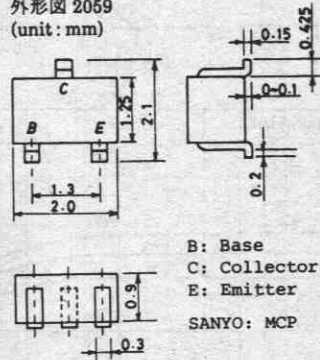 外形図 2059
(unit : mm)
0.15
0.425
C
1.25
2.1
0~0.1
B
E
1.3
2.0
0.2
B: Base
C: Collector
E: Emitter
SANYO: MCP
0.9
0.3